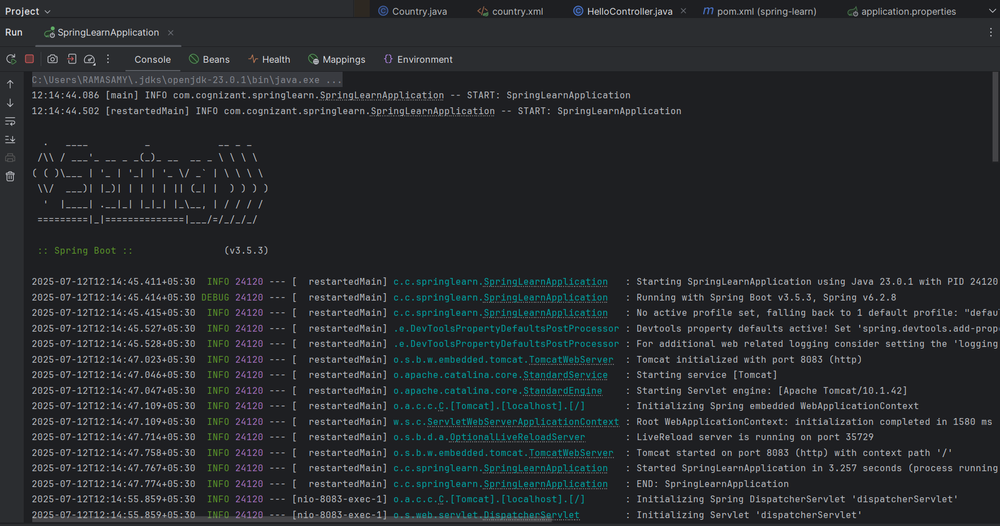 Project
Country.java country.xml HelloController.java pom.xml (spring-learn) application.properties
Run SpringLearnApplication
Console Beans Health Mappings Environment
C:\Users\RAMASAMY\.jdks\openjdk-23.0.1\bin\java.exe ...
12:14:44.086 [main] INFO com.cognizant.springlearn.SpringLearnApplication -- START: SpringLearnApplication
12:14:44.502 [restartedMain] INFO com.cognizant.springlearn.SpringLearnApplication -- START: SpringLearnApplication
  .   ____          _            __ _ _
 /\\ / ___'_ __ _ _(_)_ __  __ _ \ \ \ \
( ( )\___ | '_ | '_| | '_ \/ _` | \ \ \ \
 \\/  ___)| |_)| | | | | || (_| |  ) ) ) )
  '  |____| .__|_| |_|_| |_\__, | / / / /
 =========|_|==============|___/=/_/_/_/
 :: Spring Boot ::                (v3.5.3)
2025-07-12T12:14:45.411+05:30  INFO 24120 --- [  restartedMain] c.c.springlearn.SpringLearnApplication   : Starting SpringLearnApplication using Java 23.0.1 with PID 24120
2025-07-12T12:14:45.414+05:30 DEBUG 24120 --- [  restartedMain] c.c.springlearn.SpringLearnApplication   : Running with Spring Boot v3.5.3, Spring v6.2.8
2025-07-12T12:14:45.415+05:30  INFO 24120 --- [  restartedMain] c.c.springlearn.SpringLearnApplication   : No active profile set, falling back to 1 default profile: "defau
2025-07-12T12:14:45.527+05:30  INFO 24120 --- [  restartedMain] .e.DevToolsPropertyDefaultsPostProcessor : Devtools property defaults active! Set 'spring.devtools.add-prope
2025-07-12T12:14:45.528+05:30  INFO 24120 --- [  restartedMain] .e.DevToolsPropertyDefaultsPostProcessor : For additional web related logging consider setting the 'logging
2025-07-12T12:14:47.023+05:30  INFO 24120 --- [  restartedMain] o.s.b.w.embedded.tomcat.TomcatWebServer  : Tomcat initialized with port 8083 (http)
2025-07-12T12:14:47.046+05:30  INFO 24120 --- [  restartedMain] o.apache.catalina.core.StandardService   : Starting service [Tomcat]
2025-07-12T12:14:47.047+05:30  INFO 24120 --- [  restartedMain] o.apache.catalina.core.StandardEngine    : Starting Servlet engine: [Apache Tomcat/10.1.42]
2025-07-12T12:14:47.109+05:30  INFO 24120 --- [  restartedMain] o.a.c.c.C.[Tomcat].[localhost].[/]       : Initializing Spring embedded WebApplicationContext
2025-07-12T12:14:47.109+05:30  INFO 24120 --- [  restartedMain] w.s.c.ServletWebServerApplicationContext : Root WebApplicationContext: initialization completed in 1580 ms
2025-07-12T12:14:47.714+05:30  INFO 24120 --- [  restartedMain] o.s.b.d.a.OptionalLiveReloadServer       : LiveReload server is running on port 35729
2025-07-12T12:14:47.758+05:30  INFO 24120 --- [  restartedMain] o.s.b.w.embedded.tomcat.TomcatWebServer  : Tomcat started on port 8083 (http) with context path '/'
2025-07-12T12:14:47.767+05:30  INFO 24120 --- [  restartedMain] c.c.springlearn.SpringLearnApplication   : Started SpringLearnApplication in 3.257 seconds (process running
2025-07-12T12:14:47.774+05:30  INFO 24120 --- [  restartedMain] c.c.springlearn.SpringLearnApplication   : END: SpringLearnApplication
2025-07-12T12:14:55.859+05:30  INFO 24120 --- [nio-8083-exec-1] o.a.c.c.C.[Tomcat].[localhost].[/]       : Initializing Spring DispatcherServlet 'dispatcherServlet'
2025-07-12T12:14:55.859+05:30  INFO 24120 --- [nio-8083-exec-1] o.s.web.servlet.DispatcherServlet        : Initializing Servlet 'dispatcherServlet'